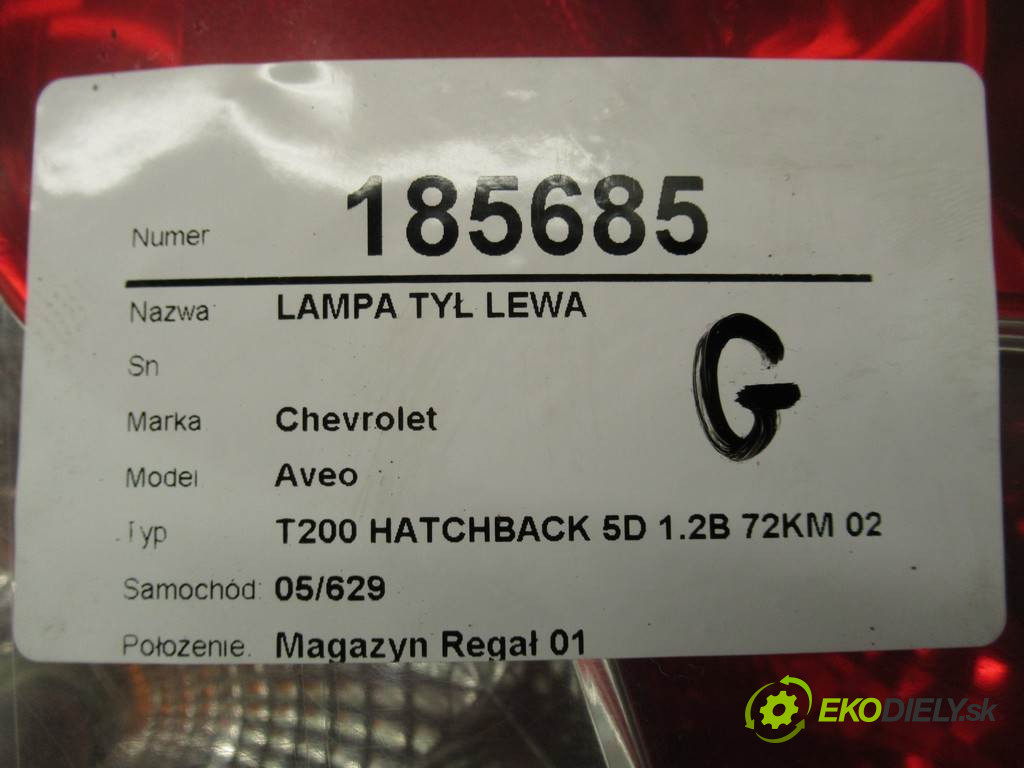 Numer 185685
Nazwa LAMPA TYŁ LEWA
Sn
G
Marka Chevrolet
Model Aveo
Typ T200 HATCHBACK 5D 1.2B 72KM 02
Samochód: 05/629
Położenie. Magazyn Regał 01
EKODIELY.sk